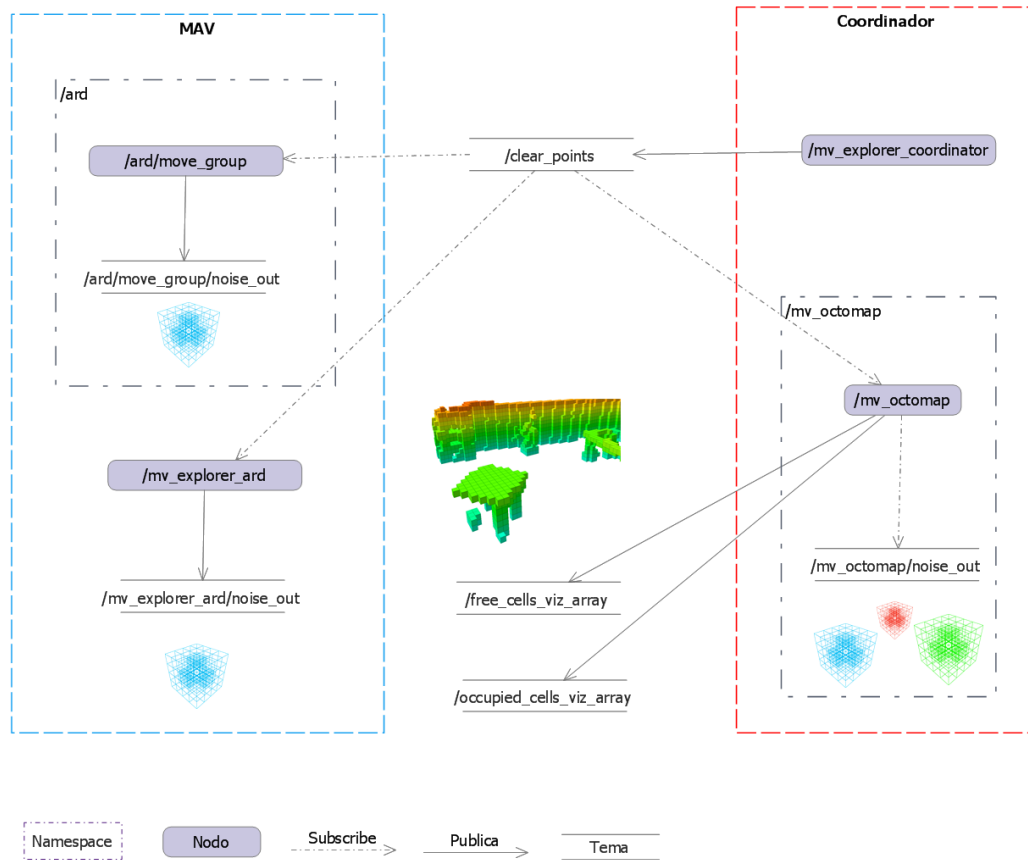 MAV
Coordinador
/ard
/ard/move_group
/clear_points
/mv_explorer_coordinator
/ard/move_group/noise_out
/mv_octomap
/mv_octomap
/mv_explorer_ard
/mv_octomap/noise_out
/mv_explorer_ard/noise_out
/free_cells_viz_array
/occupied_cells_viz_array
Namespace
Nodo
Subscribe
Publica
Tema